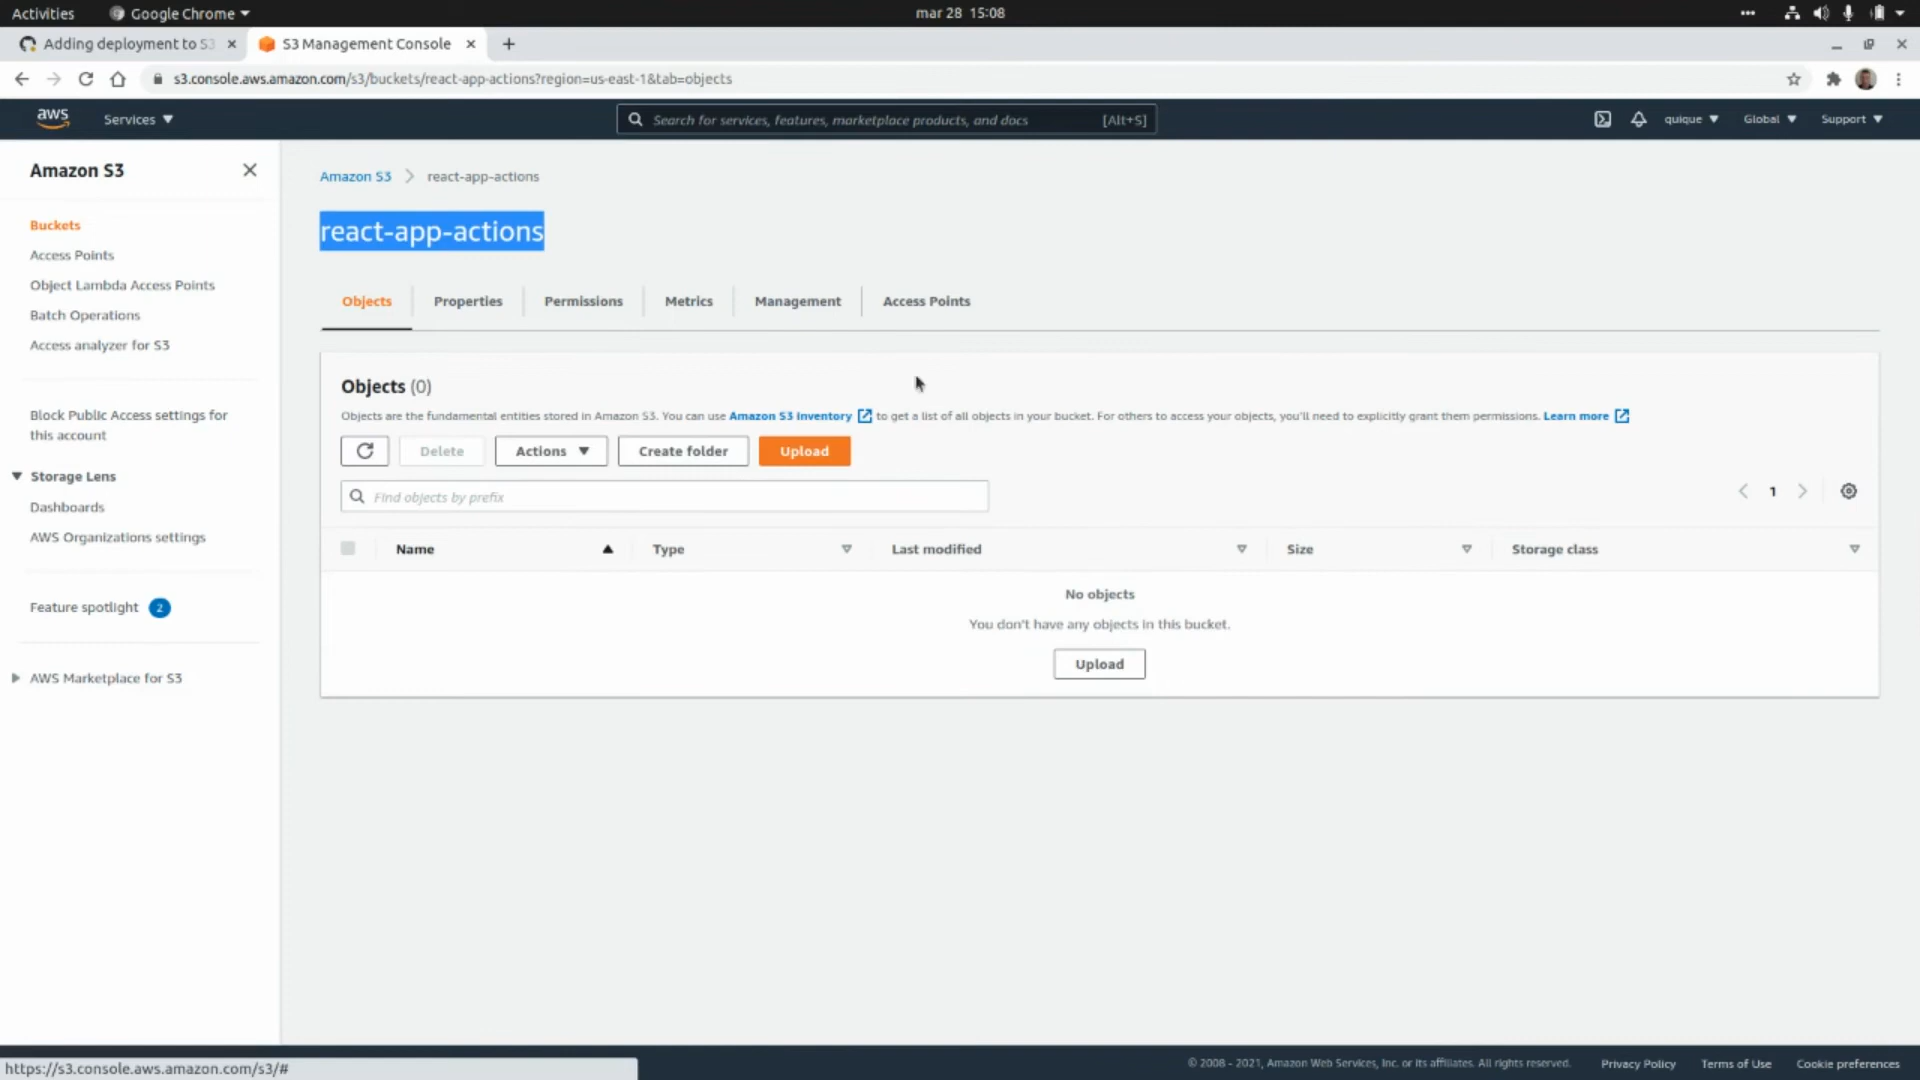 Activities
Google Chrome
mar 28 15:08
Adding deployment to S3
S3 Management Console
s3.console.aws.amazon.com/s3/buckets/react-app-actions?region=us-east-1&tab=objects
aws
Services
Search for services, features, marketplace products, and docs
[Alt+S]
quique
Global
Support
Amazon S3
Buckets
Access Points
Object Lambda Access Points
Batch Operations
Access analyzer for S3
Block Public Access settings for
this account
Storage Lens
Dashboards
AWS Organizations settings
Feature spotlight 2
AWS Marketplace for S3
Amazon S3 > react-app-actions
react-app-actions
Objects
Properties
Permissions
Metrics
Management
Access Points
Objects (0)
Objects are the fundamental entities stored in Amazon S3. You can use Amazon S3 inventory to get a list of all objects in your bucket. For others to access your objects, you'll need to explicitly grant them permissions. Learn more
Delete
Actions
Create folder
Upload
Find objects by prefix
1
Name
Type
Last modified
Size
Storage class
No objects
You don't have any objects in this bucket.
Upload
https://s3.console.aws.amazon.com/s3/#
© 2008 - 2021, Amazon Web Services, Inc. or its affiliates. All rights reserved.
Privacy Policy
Terms of Use
Cookie preferences